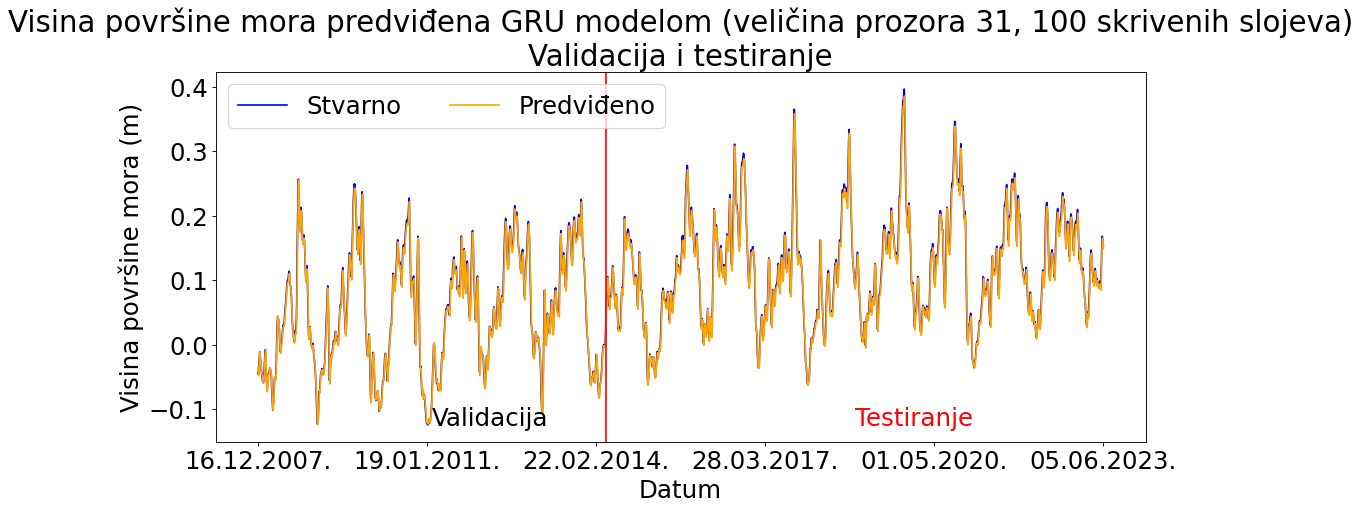 Visina površine mora predviđena GRU modelom (veličina prozora 31, 100 skrivenih slojeva)
Validacija i testiranje
Stvarno
Predviđeno
Visina površine mora (m)
0.4
0.3
0.2
0.1
0.0
−0.1
Validacija
Testiranje
16.12.2007.
19.01.2011.
22.02.2014.
28.03.2017.
01.05.2020.
05.06.2023.
Datum